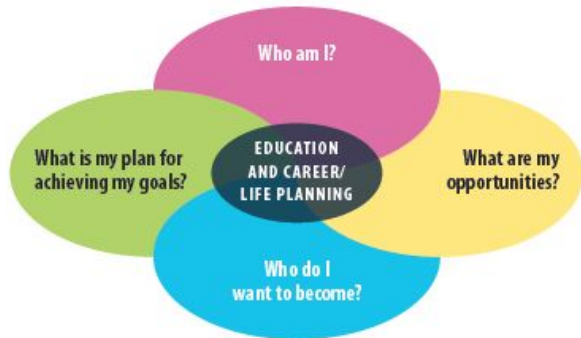 Who am I?
What is my plan for
achieving my goals?
EDUCATION
AND CAREER/
LIFE PLANNING
What are my
opportunities?
Who do I
want to become?